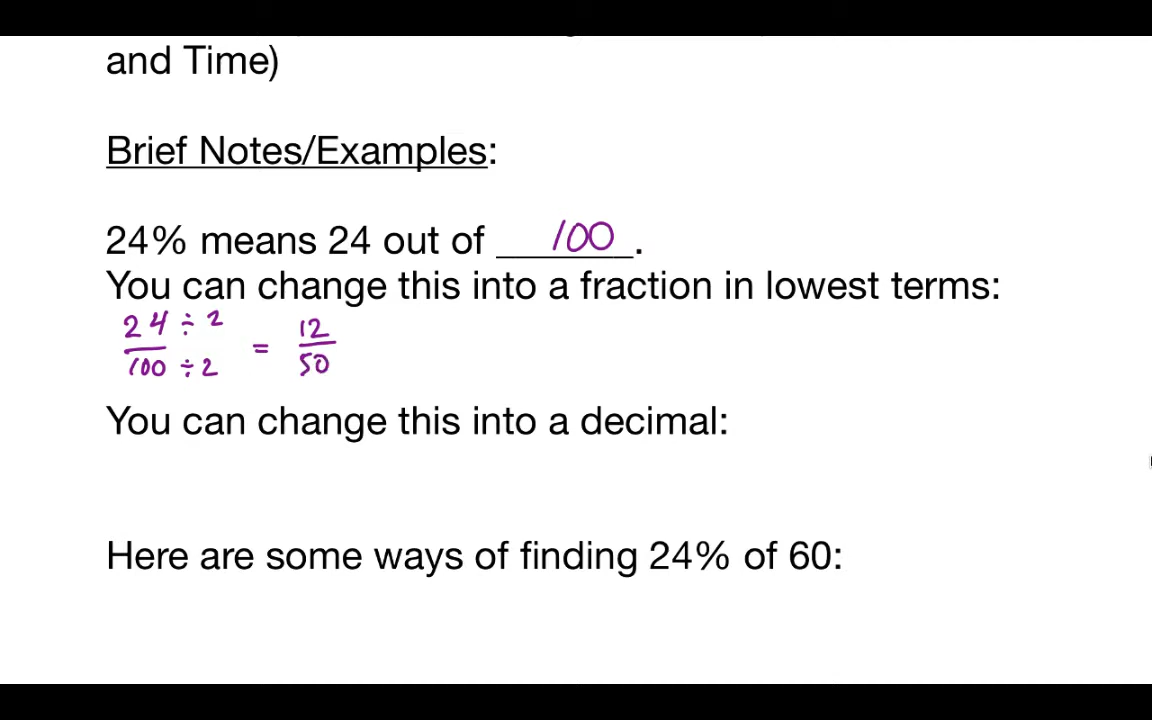 and Time)
Brief Notes/Examples:
24% means 24 out of 100.
You can change this into a fraction in lowest terms:
24 ÷ 2 / 100 ÷ 2 = 12 / 50
You can change this into a decimal:
Here are some ways of finding 24% of 60: